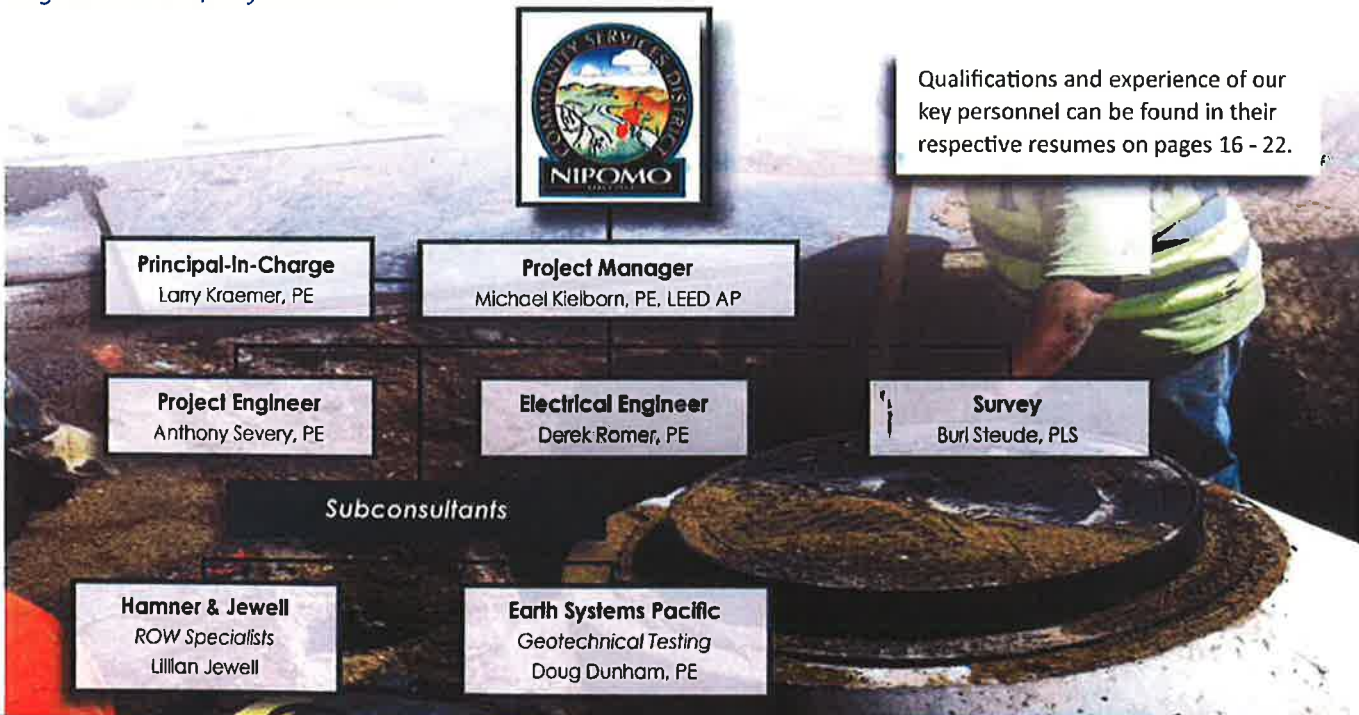 COMMUNITY SERVICES DISTRICT
NIPOMO
Qualifications and experience of our
key personnel can be found in their
respective resumes on pages 16 - 22.
Principal-in-Charge
Larry Kraemer, PE
Project Manager
Michael Kielborn, PE, LEED AP
Project Engineer
Anthony Severy, PE
Electrical Engineer
Derek Romer, PE
Survey
Burl Steude, PLS
Subconsultants
Hamner & Jewell
ROW Specialists
Lillian Jewell
Earth Systems Pacific
Geotechnical Testing
Doug Dunham, PE